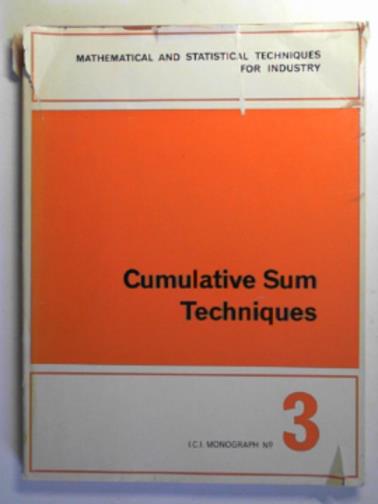 MATHEMATICAL AND STATISTICAL TECHNIQUES
FOR INDUSTRY
Cumulative Sum
Techniques
I.C.I. MONOGRAPH Nº 3